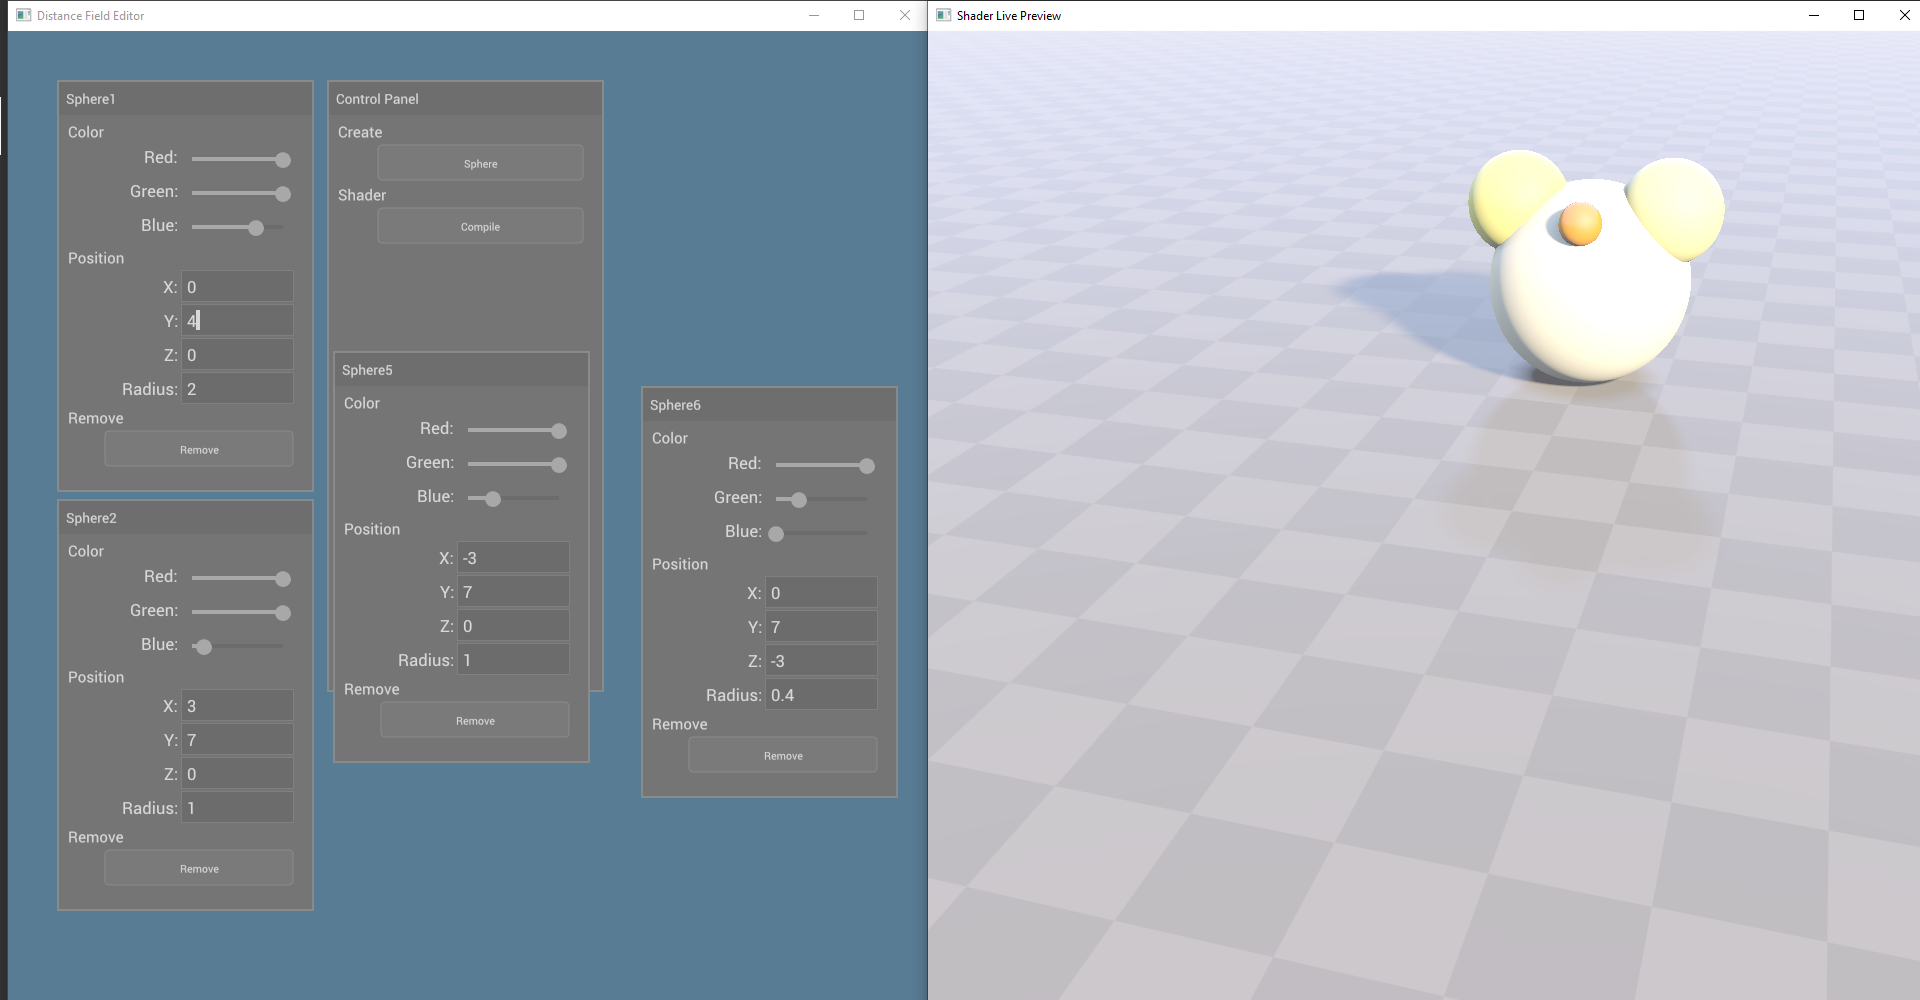 Distance Field Editor
Sphere1
Color
Red:
Green:
Blue:
Position
X: 0
Y: 4
Z: 0
Radius: 2
Remove
Remove
Sphere2
Color
Red:
Green:
Blue:
Position
X: 3
Y: 7
Z: 0
Radius: 1
Remove
Remove
Control Panel
Create
Sphere
Shader
Compile
Sphere5
Color
Red:
Green:
Blue:
Position
X: -3
Y: 7
Z: 0
Radius: 1
Remove
Remove
Sphere6
Color
Red:
Green:
Blue:
Position
X: 0
Y: 7
Z: -3
Radius: 0.4
Remove
Remove
Shader Live Preview